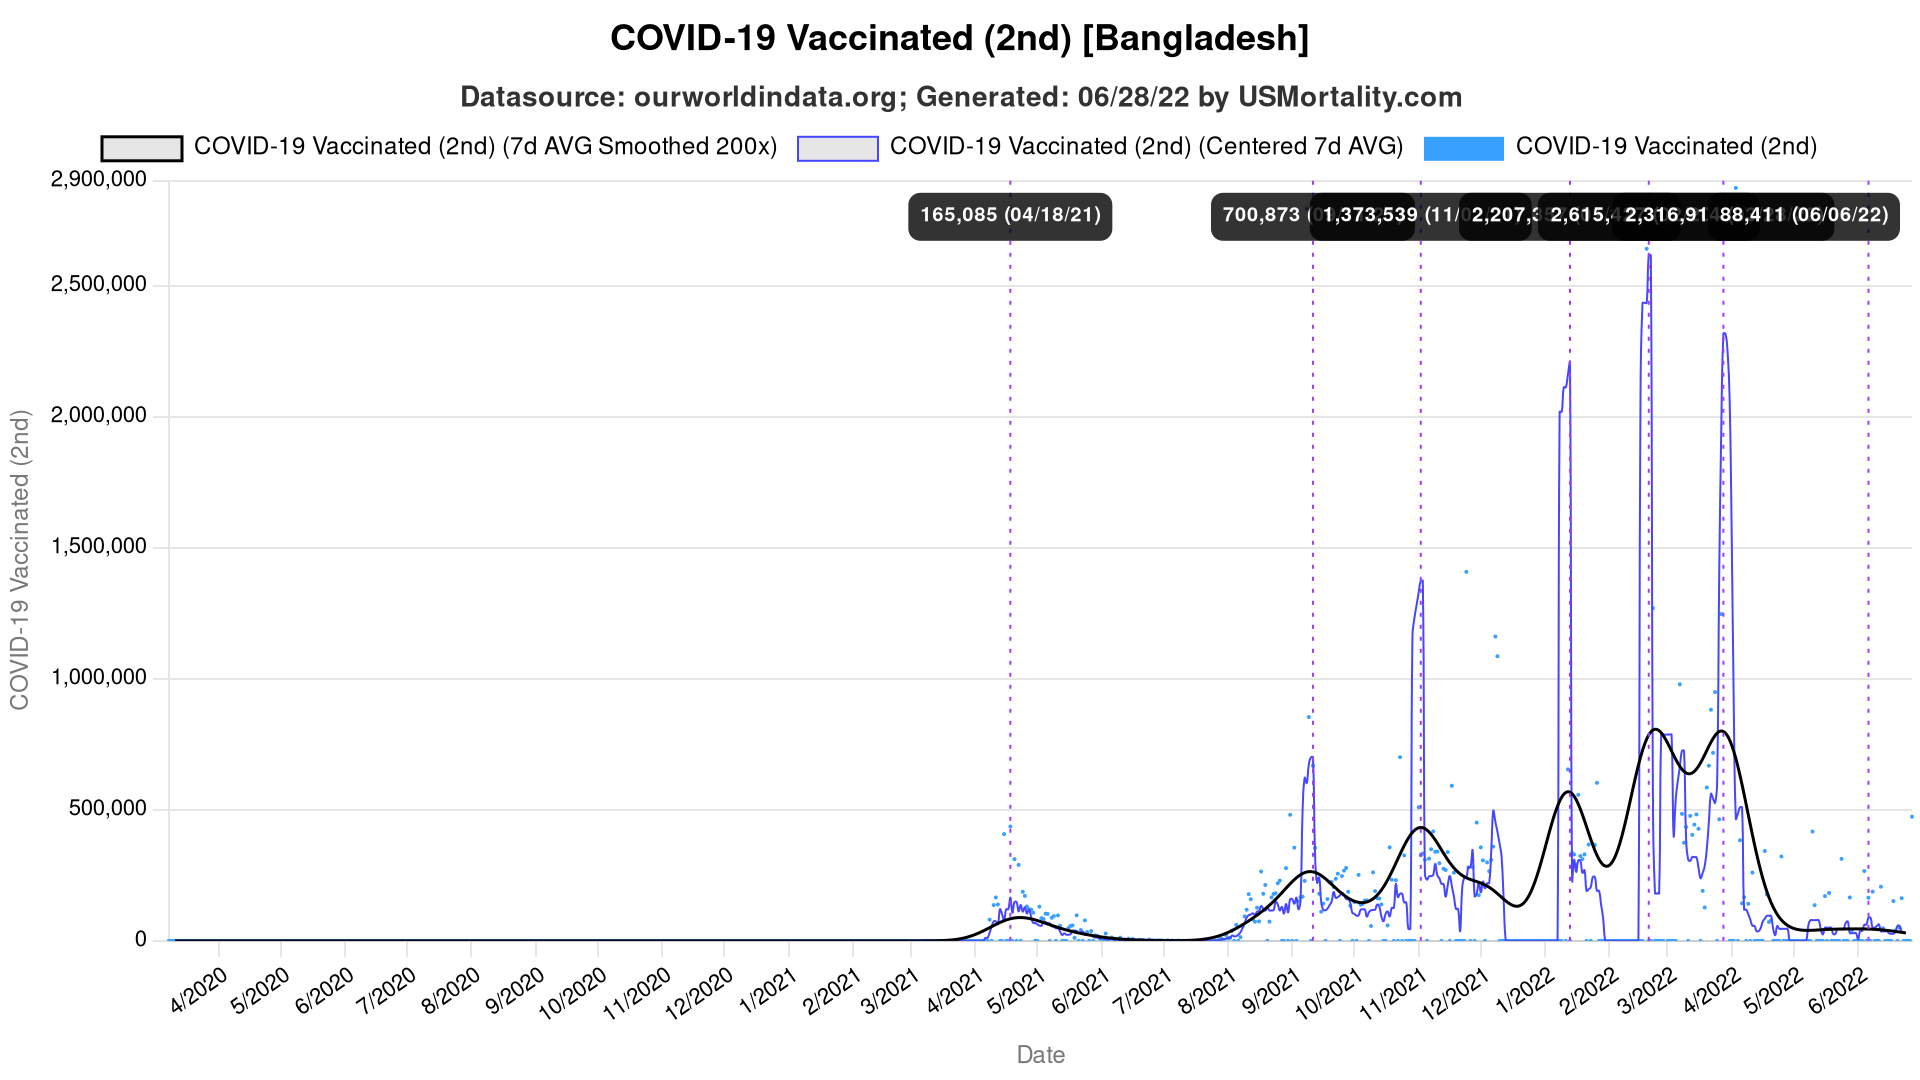 COVID-19 Vaccinated (2nd) [Bangladesh]
Datasource: ourworldindata.org; Generated: 06/28/22 by USMortality.com
COVID-19 Vaccinated (2nd) (7d AVG Smoothed 200x) COVID-19 Vaccinated (2nd) (Centered 7d AVG) COVID-19 Vaccinated (2nd)
165,085 (04/18/21) 700,873 1,373,539 (11/ 2,207, 2,615, 2,316,91 88,411 (06/06/22)
2,900,000
2,500,000
2,000,000
1,500,000
1,000,000
500,000
0
COVID-19 Vaccinated (2nd)
4/2020 5/2020 6/2020 7/2020 8/2020 9/2020 10/2020 11/2020 12/2020 1/2021 2/2021 3/2021 4/2021 5/2021 6/2021 7/2021 8/2021 9/2021 10/2021 11/2021 12/2021 1/2022 2/2022 3/2022 4/2022 5/2022 6/2022
Date